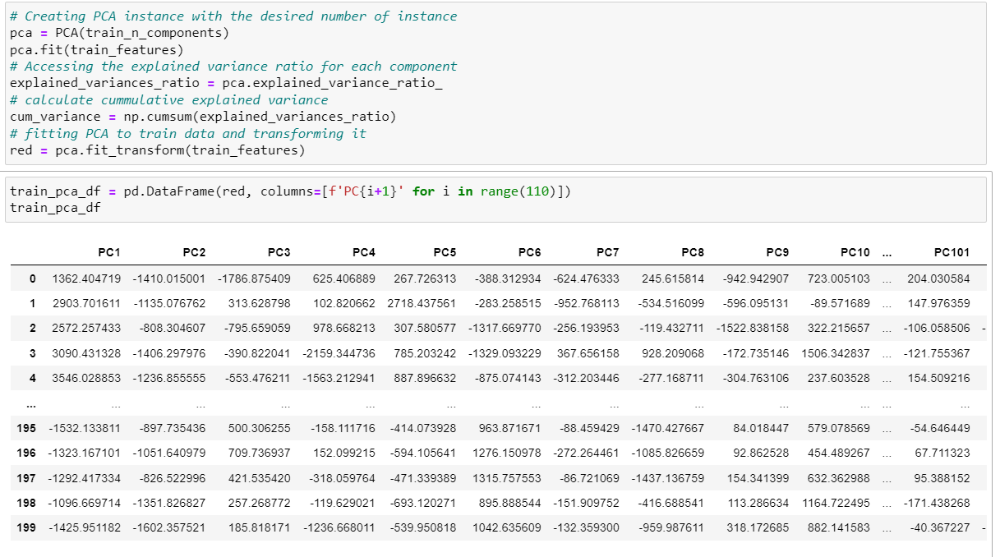 # Creating PCA instance with the desired number of instance
pca = PCA(train_n_components)
pca.fit(train_features)
# Accessing the explained variance ratio for each component
explained_variances_ratio = pca.explained_variance_ratio_
# calculate cummulative explained variance
cum_variance = np.cumsum(explained_variances_ratio)
# fitting PCA to train data and transforming it
red = pca.fit_transform(train_features)
train_pca_df = pd.DataFrame(red, columns=[f'PC{i+1}' for i in range(110)])
train_pca_df
PC1 PC2 PC3 PC4 PC5 PC6 PC7 PC8 PC9 PC10 ... PC101
0 1362.404719 -1410.015001 -1786.875409 625.406889 267.726313 -388.312934 -624.476333 245.615814 -942.942907 723.005103 ... 204.030584
1 2903.701611 -1135.076762 313.628798 102.820662 2718.437561 -283.258515 -952.768113 -534.516099 -596.095131 -89.571689 ... 147.976359
2 2572.257433 -808.304607 -795.659059 978.668213 307.580577 -1317.669770 -256.193953 -119.432711 -1522.838158 322.215657 ... -106.058506 -
3 3090.431328 -1406.297976 -390.822041 -2159.344736 785.203242 -1329.093229 367.656158 928.209068 -172.735146 1506.342837 ... -121.755367
4 3546.028853 -1236.855555 -553.476211 -1563.212941 887.896632 -875.074143 -312.203446 -277.168711 -304.763106 237.603528 ... 154.509216
... ... ... ... ... ... ... ... ... ... ... ... ...
195 -1532.133811 -897.735436 500.306255 -158.111716 -414.073928 963.871671 -88.459429 -1470.427667 84.018447 579.078569 ... -54.646449
196 -1323.167101 -1051.640979 709.736937 152.099215 -594.105641 1276.150978 -272.264461 -1085.826659 92.862528 454.489267 ... 67.711323
197 -1292.417334 -826.522996 421.535420 -318.059764 -471.339389 1315.757553 -86.721069 -1437.136759 154.341399 632.362988 ... 95.388152
198 -1096.669714 -1351.826827 257.268772 -119.629021 -693.120271 895.888544 -151.909752 -416.688541 113.286634 1164.722495 ... -171.438268
199 -1425.951182 -1602.357521 185.818171 -1236.668011 -539.950818 1042.635609 -132.359300 -959.987611 318.172685 882.141583 ... -40.367227 -